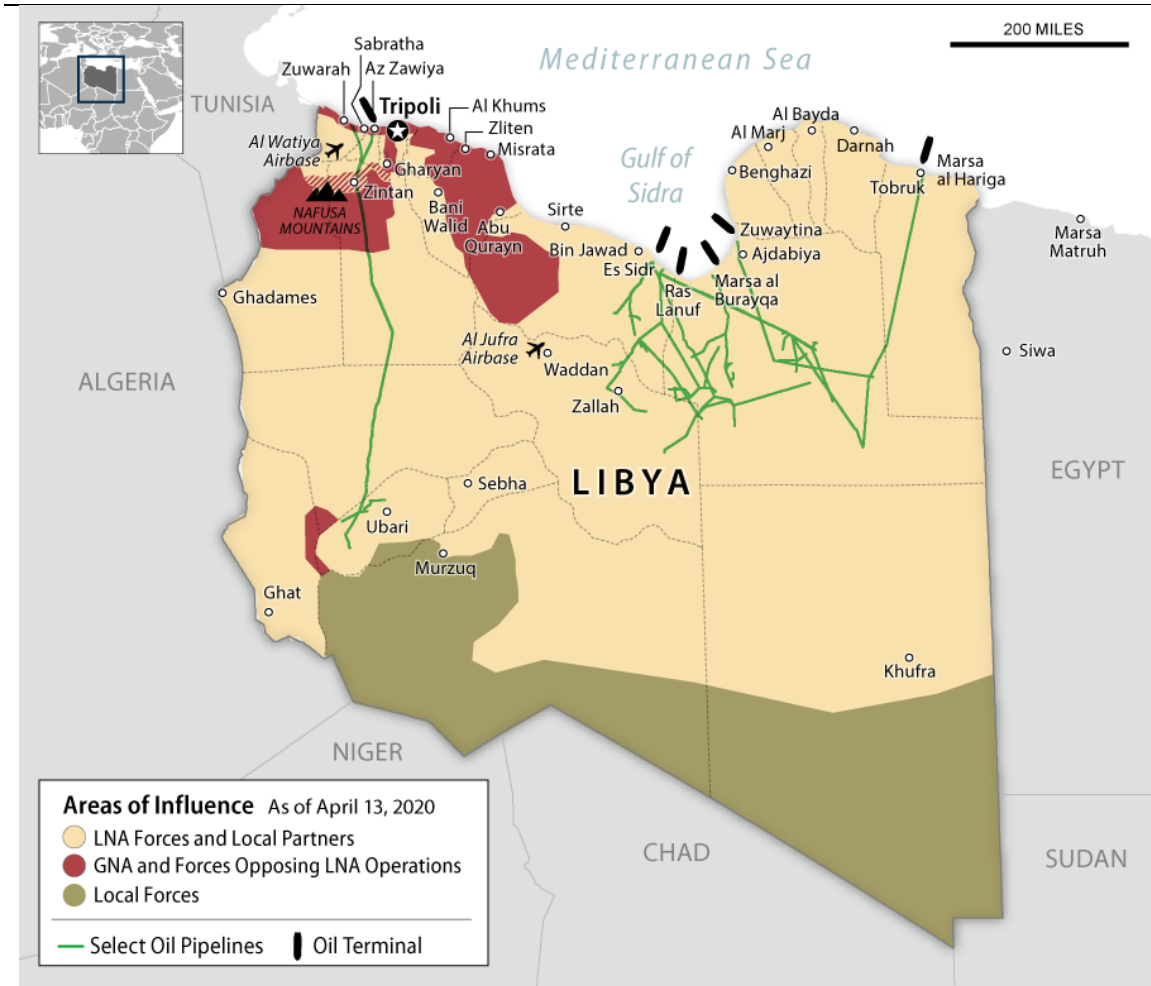 200 MILES
Mediterranean Sea
Sabratha
Zuwarah
Az Zawiya
TUNISIA
Tripoli
Al Khums
Zliten
Misrata
Al Watiya
Airbase
Gharyan
Zintan
NAFUSA
MOUNTAINS
Bani
Walid
Abu
Qurayn
Sirte
Gulf of
Sidra
Al Bayda
Al Marj
Darnah
Benghazi
Marsa
al Hariga
Tobruk
Marsa
Matruh
Bin Jawad
Es Sidr
Zuwaytina
Ajdabiya
Ras
Lanuf
Marsa al
Burayqa
Ghadames
Al Jufra
Airbase
Waddan
Zallah
Siwa
ALGERIA
LIBYA
EGYPT
Sebha
Ubari
Murzuq
Ghat
Khufra
NIGER
CHAD
SUDAN
Areas of Influence As of April 13, 2020
LNA Forces and Local Partners
GNA and Forces Opposing LNA Operations
Local Forces
Select Oil Pipelines
Oil Terminal